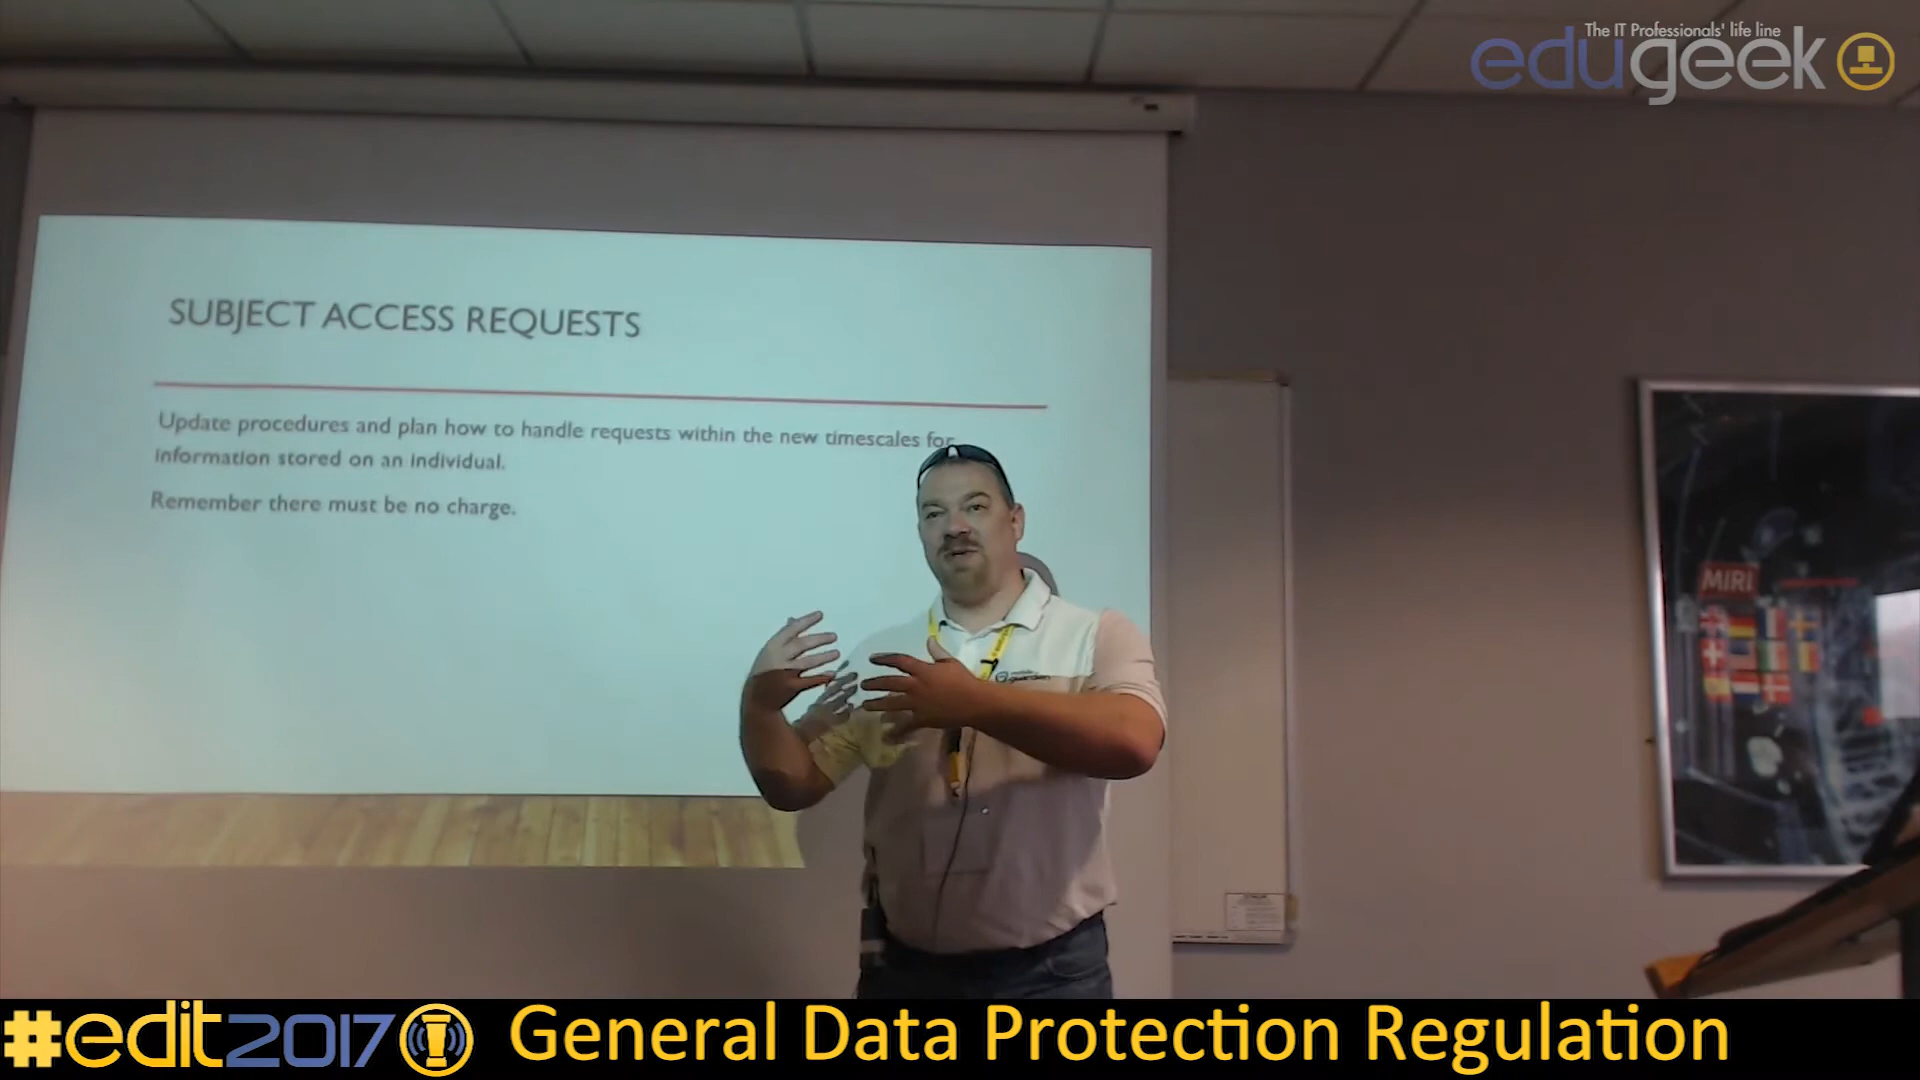 The IT Professionals' life line
edugeek
SUBJECT ACCESS REQUESTS
Update procedures and plan how to handle requests within the new timescales for
information stored on an individual.
Remember there must be no charge.
guardian
MIRI
#edit2017
General Data Protection Regulation